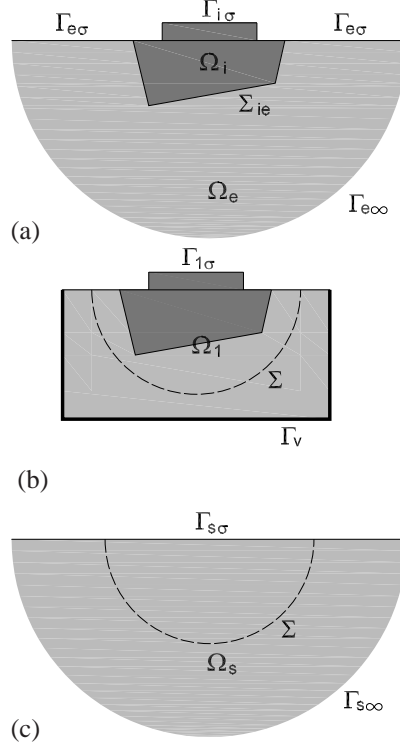 Γiσ
Γeσ Γeσ
Ωi
Σie
Ωe
Γe∞
(a)
Γ1σ
Ω1
Σ
Γv
(b)
Γsσ
Σ
Ωs
Γs∞
(c)